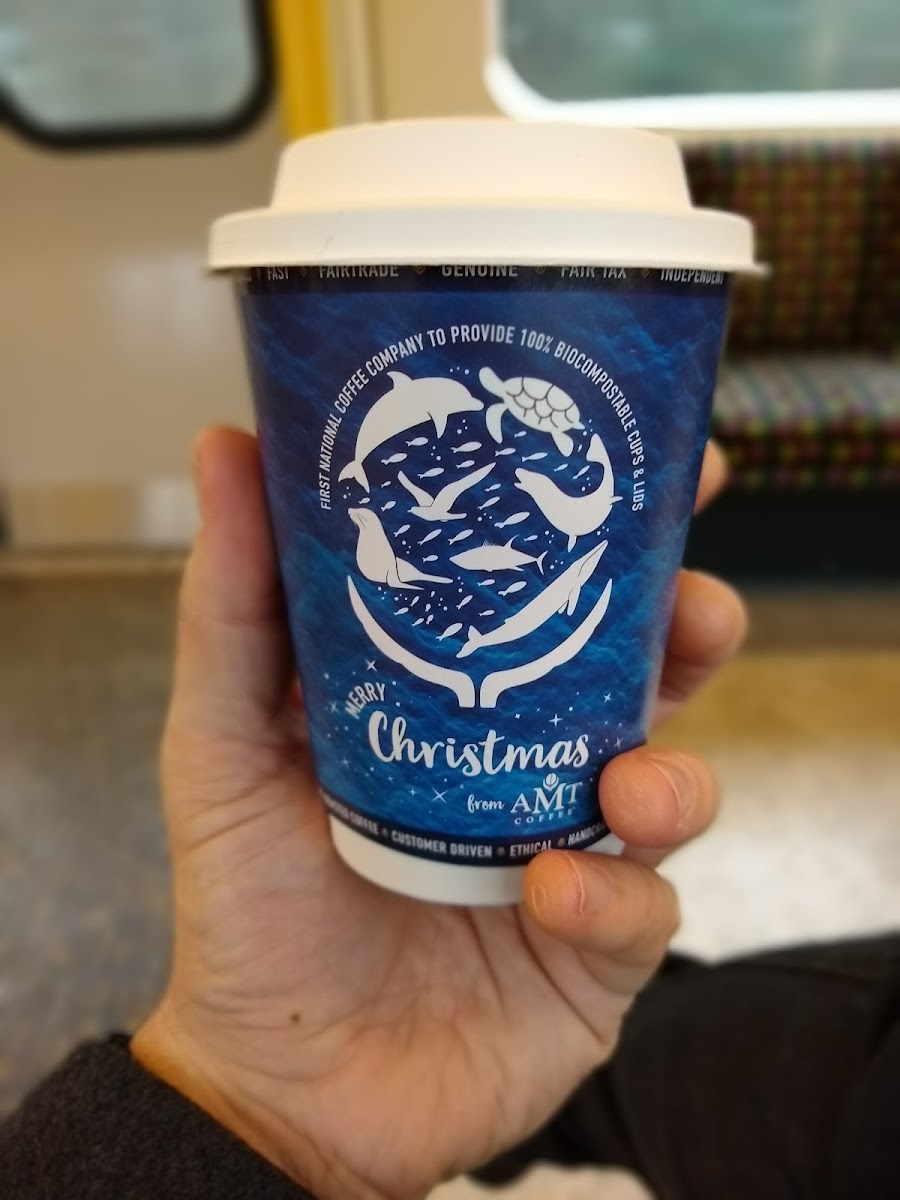 FAST FAIRTRADE GENUINE FAIR TAX INDEPENDENT
FIRST NATIONAL COFFEE COMPANY TO PROVIDE 100% BIOCOMPOSTABLE CUPS & LIDS
MERRY
Christmas
from AMT
COFFEE
COFFEE CUSTOMER DRIVEN ETHICAL